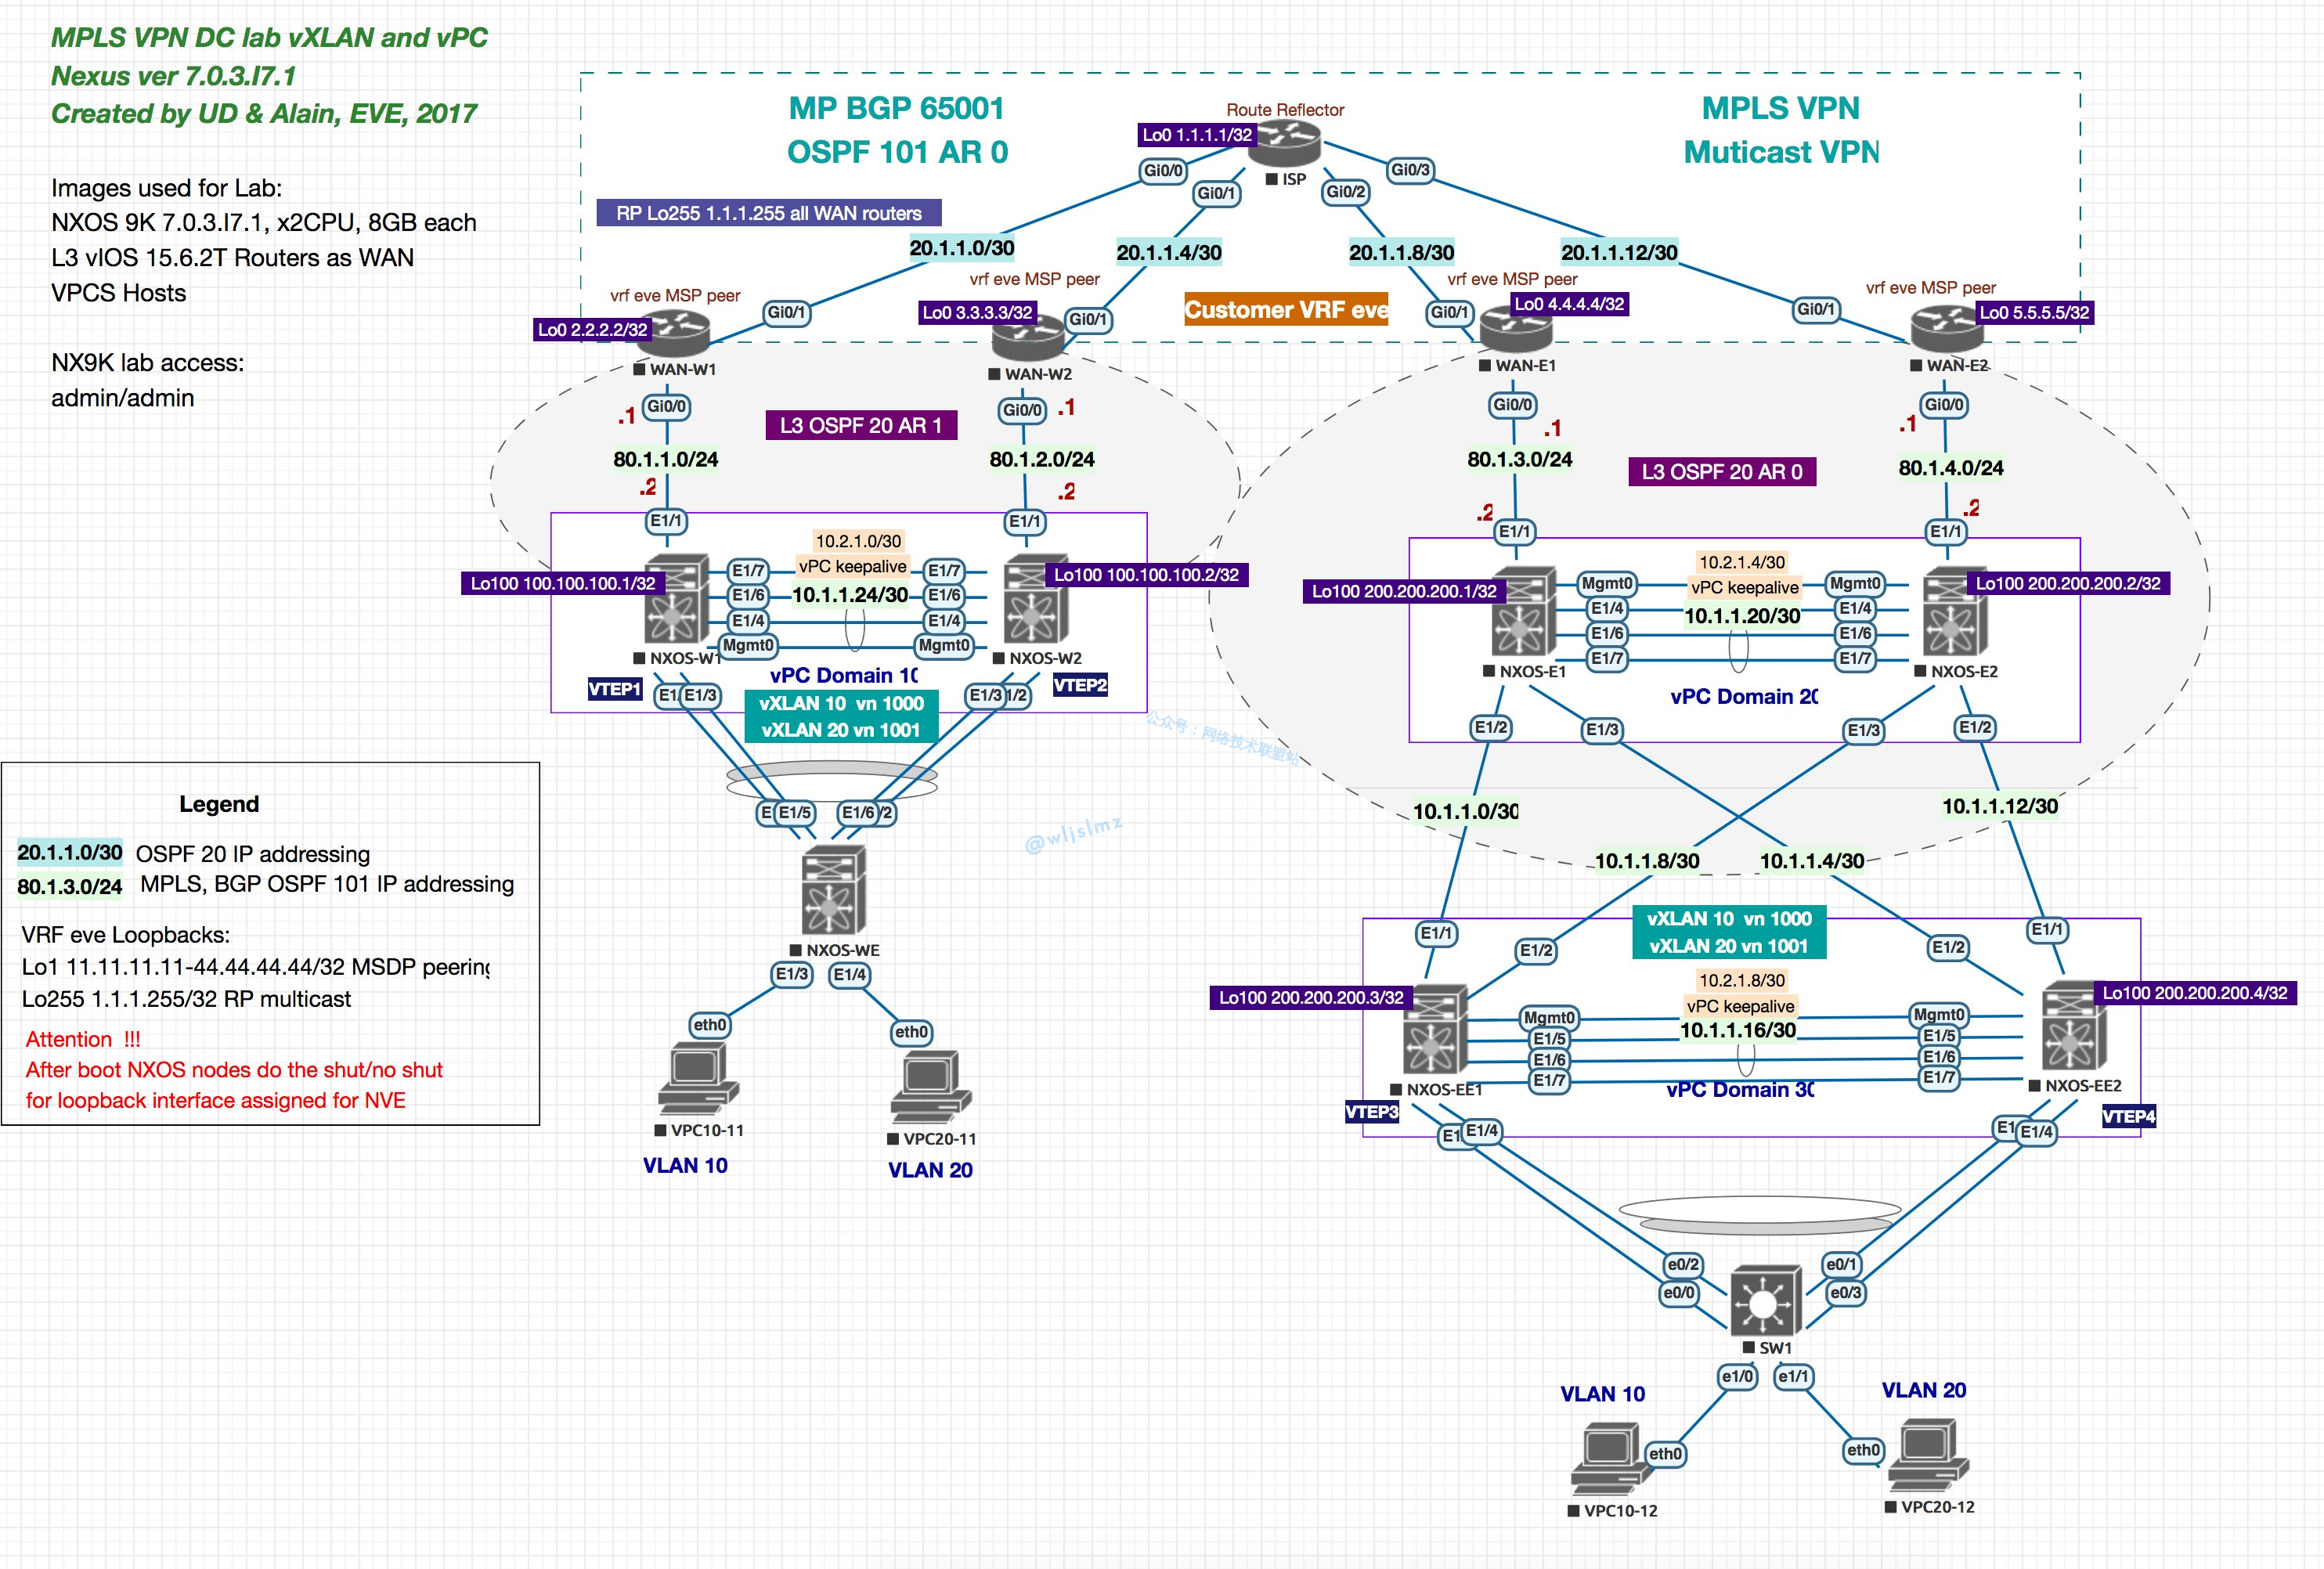 MPLS VPN DC lab vXLAN and vPC
Nexus ver 7.0.3.I7.1
Created by UD & Alain, EVE, 2017
Images used for Lab:
NXOS 9K 7.0.3.I7.1, x2CPU, 8GB each
L3 vIOS 15.6.2T Routers as WAN
VPCS Hosts
NX9K lab access:
admin/admin
MP BGP 65001
OSPF 101 AR 0
Route Reflector
Lo0 1.1.1.1/32
ISP
MPLS VPN
Muticast VPN
Gi0/0
Gi0/1
Gi0/2
Gi0/3
RP Lo255 1.1.1.255 all WAN routers
20.1.1.0/30
20.1.1.4/30
20.1.1.8/30
20.1.1.12/30
vrf eve MSP peer
vrf eve MSP peer
vrf eve MSP peer
vrf eve MSP peer
Customer VRF eve
Lo0 2.2.2.2/32
Gi0/1
Lo0 3.3.3.3/32
Gi0/1
Gi0/1
Lo0 4.4.4.4/32
Gi0/1
Lo0 5.5.5.5/32
WAN-W1
WAN-W2
WAN-E1
WAN-E2
Gi0/0
.1
Gi0/0
.1
Gi0/0
.1
Gi0/0
.1
L3 OSPF 20 AR 1
L3 OSPF 20 AR 0
80.1.1.0/24
80.1.2.0/24
80.1.3.0/24
80.1.4.0/24
.2
.2
.2
.2
E1/1
E1/1
E1/1
E1/1
10.2.1.0/30
vPC keepalive
10.1.1.24/30
Lo100 100.100.100.1/32
Lo100 100.100.100.2/32
E1/7
E1/7
E1/6
E1/6
E1/4
E1/4
Mgmt0
Mgmt0
NXOS-W1
NXOS-W2
vPC Domain 10
VTEP1
VTEP2
E1/
E1/3
E1/3
1/2
vXLAN 10 vn 1000
vXLAN 20 vn 1001
10.2.1.4/30
vPC keepalive
10.1.1.20/30
Lo100 200.200.200.1/32
Lo100 200.200.200.2/32
Mgmt0
Mgmt0
E1/4
E1/4
E1/6
E1/6
E1/7
E1/7
NXOS-E1
NXOS-E2
vPC Domain 20
E1/2
E1/3
E1/3
E1/2
公众号：网络技术联盟站
@wljslmz
E
E1/5
E1/6
/2
NXOS-WE
E1/3
E1/4
eth0
eth0
VPC10-11
VPC20-11
VLAN 10
VLAN 20
10.1.1.0/30
10.1.1.12/30
10.1.1.8/30
10.1.1.4/30
vXLAN 10 vn 1000
vXLAN 20 vn 1001
E1/1
E1/2
E1/2
E1/1
10.2.1.8/30
vPC keepalive
10.1.1.16/30
Lo100 200.200.200.3/32
Lo100 200.200.200.4/32
Mgmt0
Mgmt0
E1/5
E1/5
E1/6
E1/6
E1/7
E1/7
NXOS-EE1
NXOS-EE2
vPC Domain 30
VTEP3
VTEP4
E1
E1/4
E1
E1/4
e0/2
e0/0
e0/1
e0/3
SW1
e1/0
e1/1
VLAN 10
VLAN 20
eth0
eth0
VPC10-12
VPC20-12
Legend
20.1.1.0/30 OSPF 20 IP addressing
80.1.3.0/24 MPLS, BGP OSPF 101 IP addressing
VRF eve Loopbacks:
Lo1 11.11.11.11-44.44.44.44/32 MSDP peering
Lo255 1.1.1.255/32 RP multicast
Attention !!!
After boot NXOS nodes do the shut/no shut
for loopback interface assigned for NVE